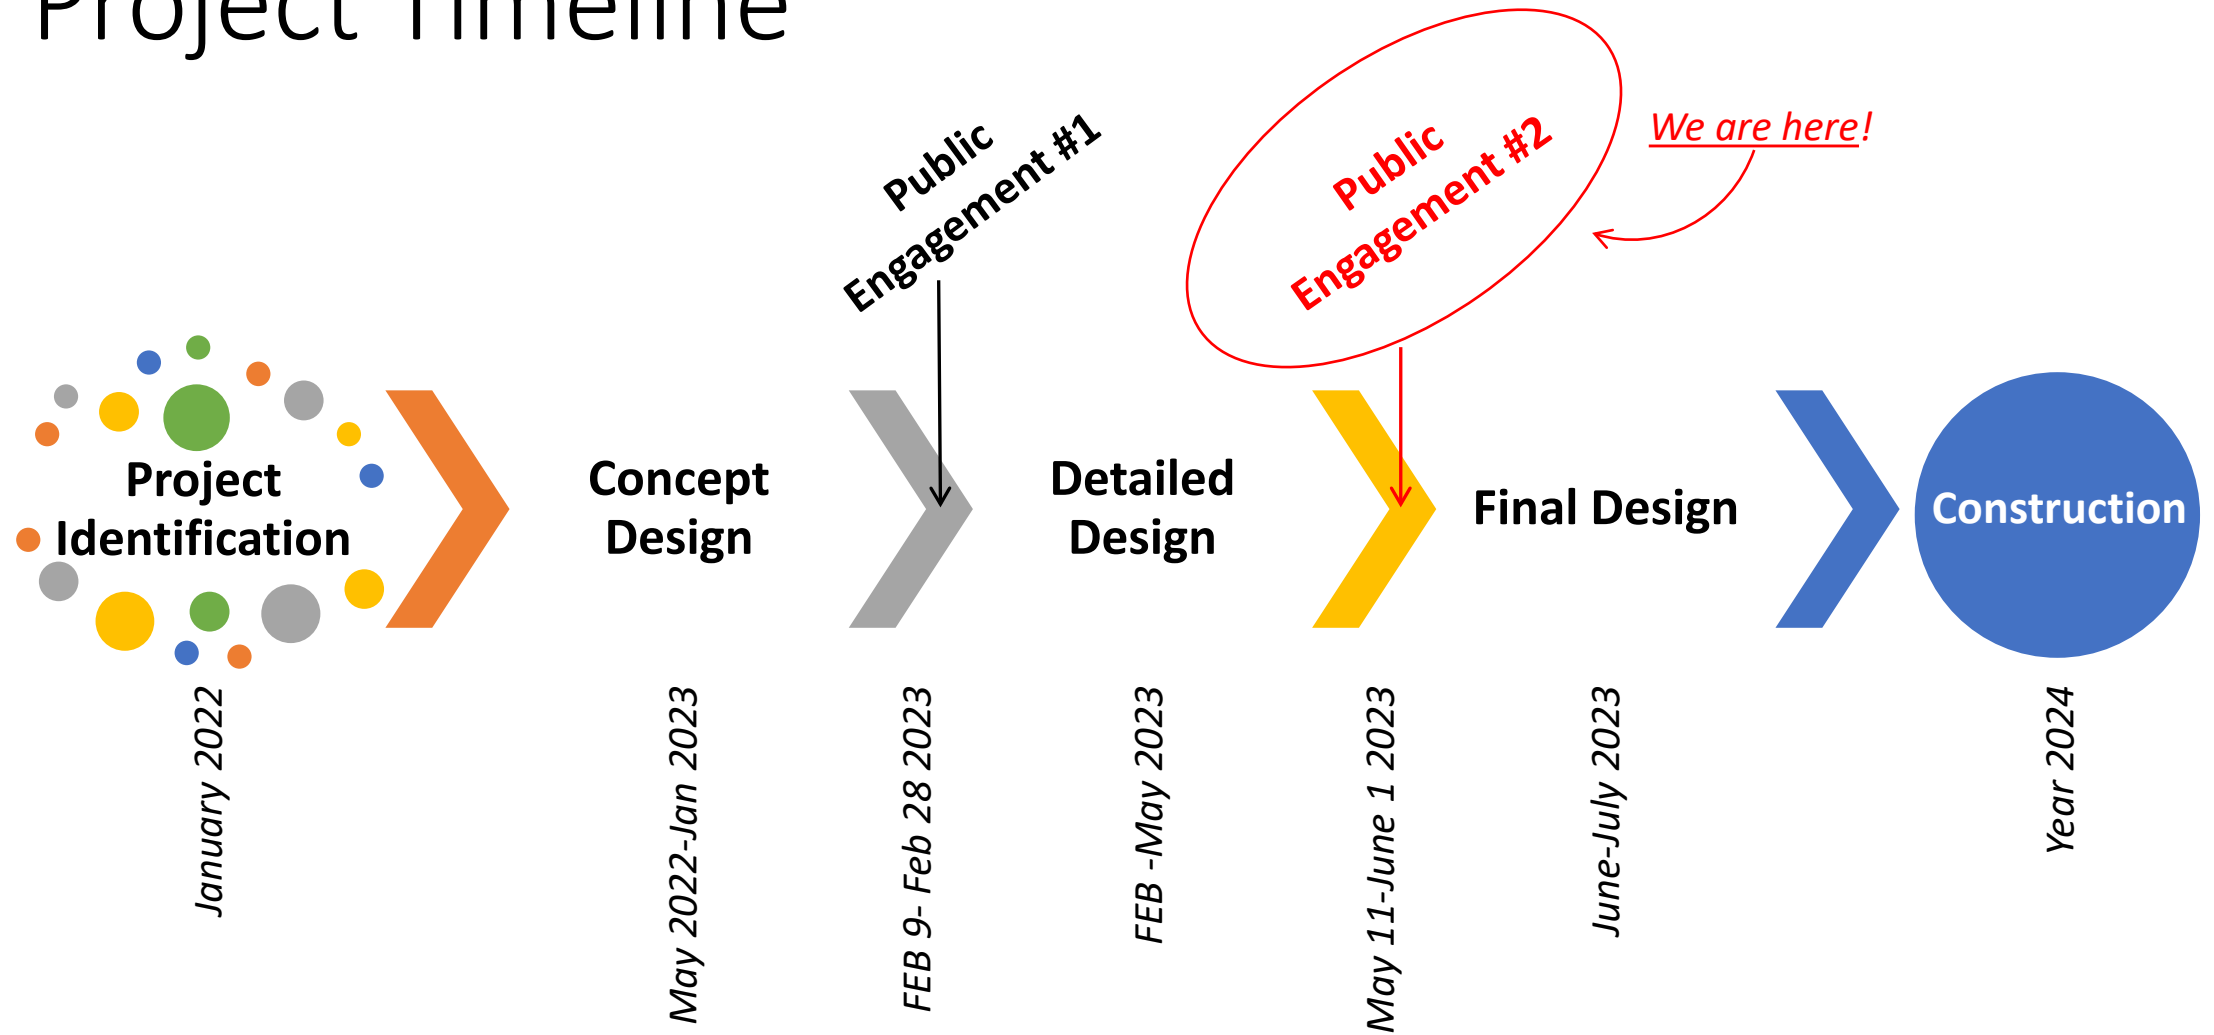 Project Timeline
Public
Engagement #1
Public
Engagement #2
We are here!
Project
Identification
Concept
Design
Detailed
Design
Final Design
Construction
January 2022
May 2022-Jan 2023
FEB 9- Feb 28 2023
FEB -May 2023
May 11-June 1 2023
June-July 2023
Year 2024